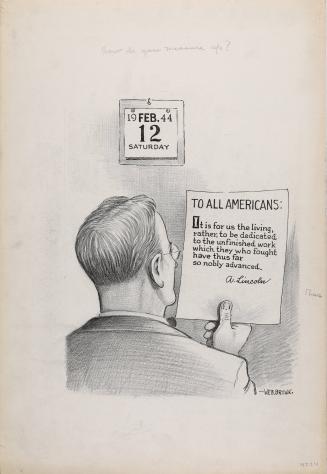 How do you measure up?
19 FEB. 44
12
SATURDAY
TO ALL AMERICANS:
It is for us the living,
rather, to be dedicated
to the unfinished work
which they who fought
have thus far
so nobly advanced.
A. Lincoln
—WEB. BROWN.